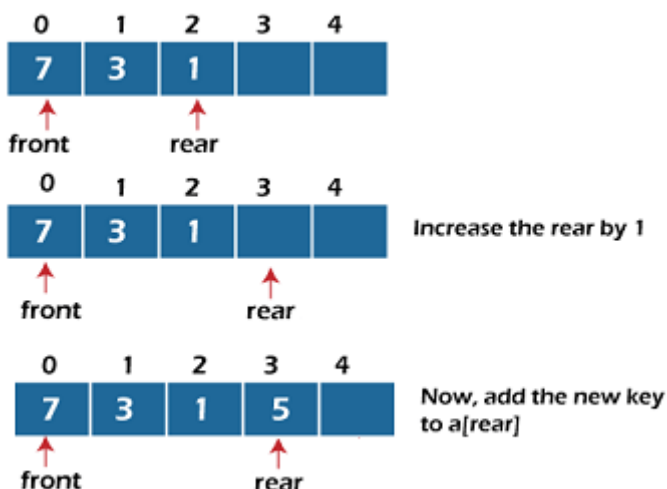 0 1 2 3 4
7 3 1
front rear
0 1 2 3 4
7 3 1
Increase the rear by 1
front rear
0 1 2 3 4
7 3 1 5
Now, add the new key
to a[rear]
front rear